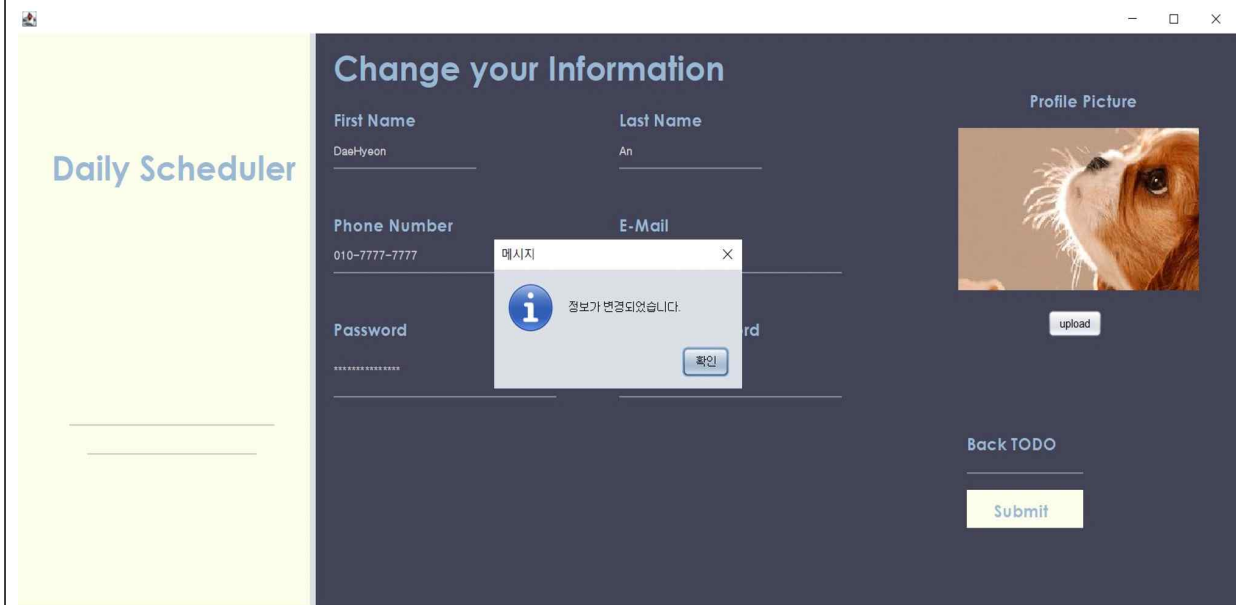 Change your Information
Profile Picture
First Name
Last Name
DaeHyeon
An
Daily Scheduler
Phone Number
E-Mail
010-7777-7777
메시지
정보가 변경되었습니다.
upload
Password
rd
확인
***************
Back TODO
Submit